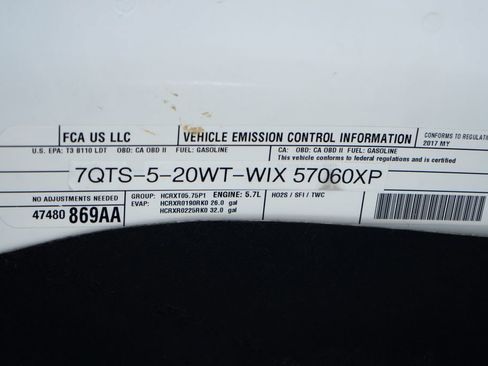 FCA US LLC
VEHICLE EMISSION CONTROL INFORMATION
CONFORMS TO REGULATIO
2017 MY
U.S. EPA: T3 B110 LDT OBD: CA OBD II FUEL: GASOLINE
CA: OBD: CA OBD II FUEL: GASOLINE
This vehicle conforms to federal regulations and is certified
7QTS-5-20WT-WIX 57060XP
NO ADJUSTMENTS NEEDED
47480 869AA
GROUP: HCRXT05.75P1 ENGINE: 5.7L
EVAP: HCRXR0190RK0 26.0 gal
HCRXR0225RK0 32.0 gal
HO2S / SFI / TWC